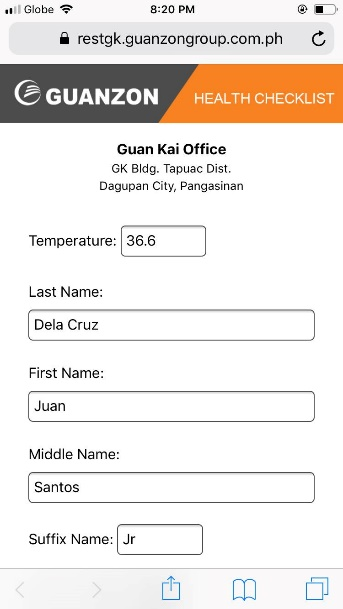 Globe 8:20 PM
restgk.guanzongroup.com.ph
GUANZON HEALTH CHECKLIST
Guan Kai Office
GK Bldg. Tapuac Dist.
Dagupan City, Pangasinan
Temperature: 36.6
Last Name:
Dela Cruz
First Name:
Juan
Middle Name:
Santos
Suffix Name: Jr